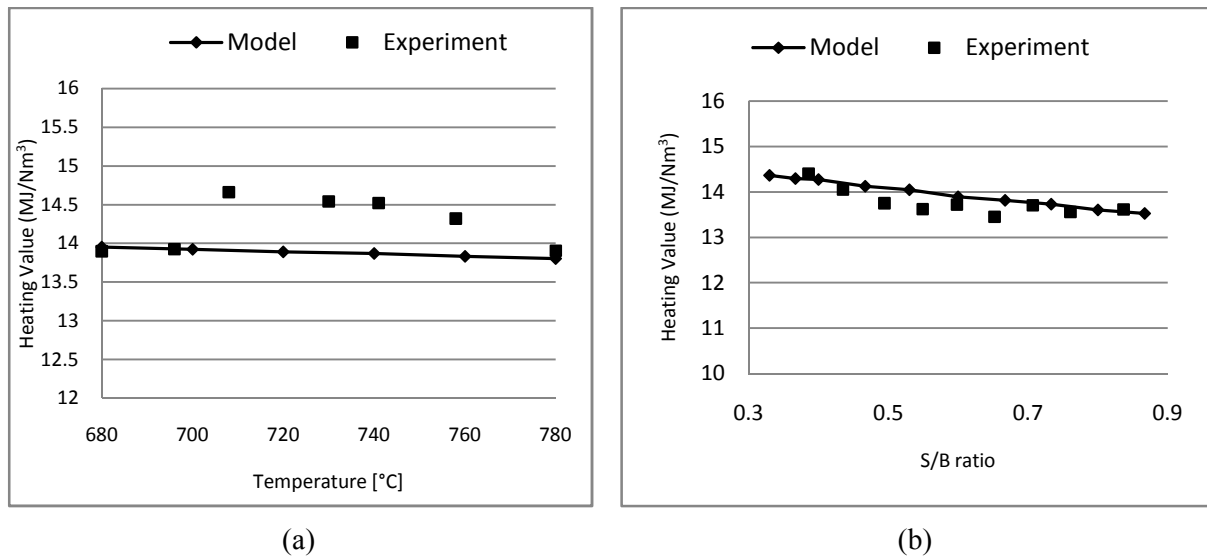 Model Experiment
16
15.5
15
14.5
14
13.5
13
12.5
12
Heating Value (MJ/Nm³)
680 700 720 740 760 780
Temperature [°C]
(a)
Model Experiment
16
15
14
13
12
11
10
Heating Value (MJ/Nm³)
0.3 0.5 0.7 0.9
S/B ratio
(b)